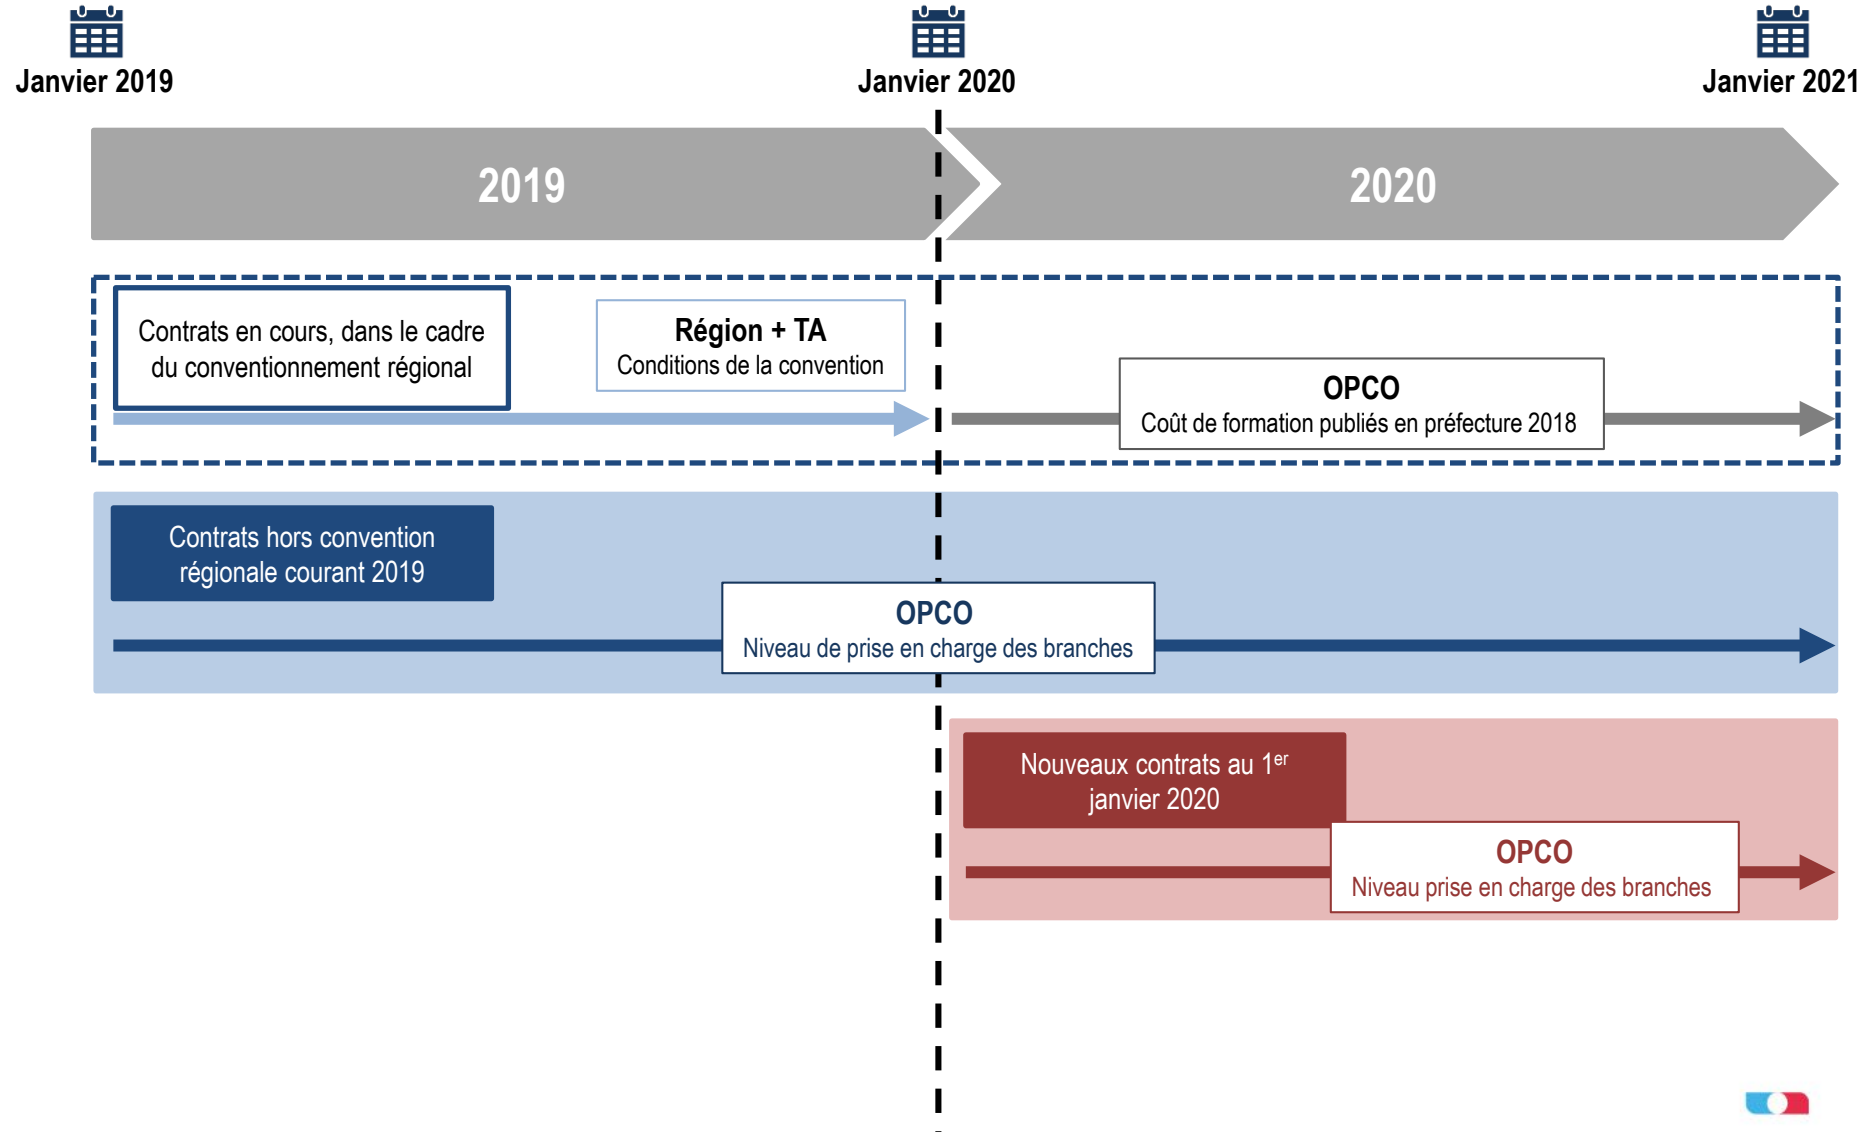 Janvier 2019
Janvier 2020
Janvier 2021
2019
2020
Contrats en cours, dans le cadre
du conventionnement régional
Région + TA
Conditions de la convention
OPCO
Coût de formation publiés en préfecture 2018
Contrats hors convention
régionale courant 2019
OPCO
Niveau de prise en charge des branches
Nouveaux contrats au 1er
janvier 2020
OPCO
Niveau prise en charge des branches